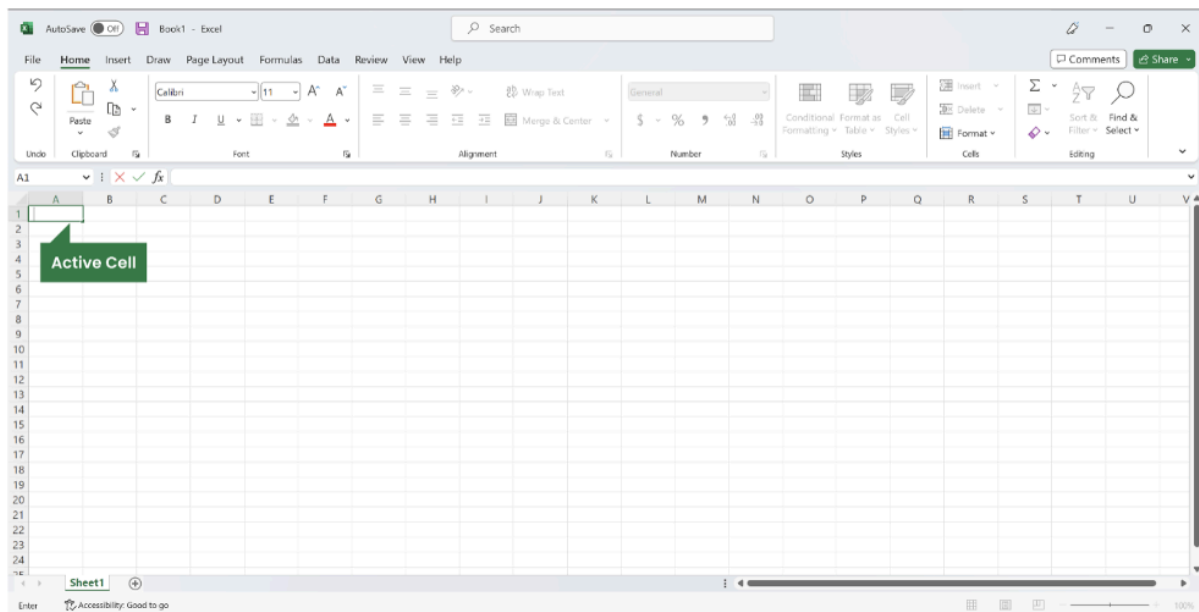 AutoSave Off Book1 - Excel Search
File Home Insert Draw Page Layout Formulas Data Review View Help Comments Share
Calibri 11 A^ A˅ Wrap Text General Insert Σ
Paste B I U A Merge & Center $ % 9 Conditional Format as Cell Delete Sort & Find &
Formatting Table Styles Format Filter Select
Undo Clipboard Font Alignment Number Styles Cells Editing
A1 fx
A B C D E F G H I J K L M N O P Q R S T U V
1
2
3
Active Cell
4
5
6
7
8
9
10
11
12
13
14
15
16
17
18
19
20
21
22
23
24
25
Sheet1
Enter Accessibility: Good to go 100%